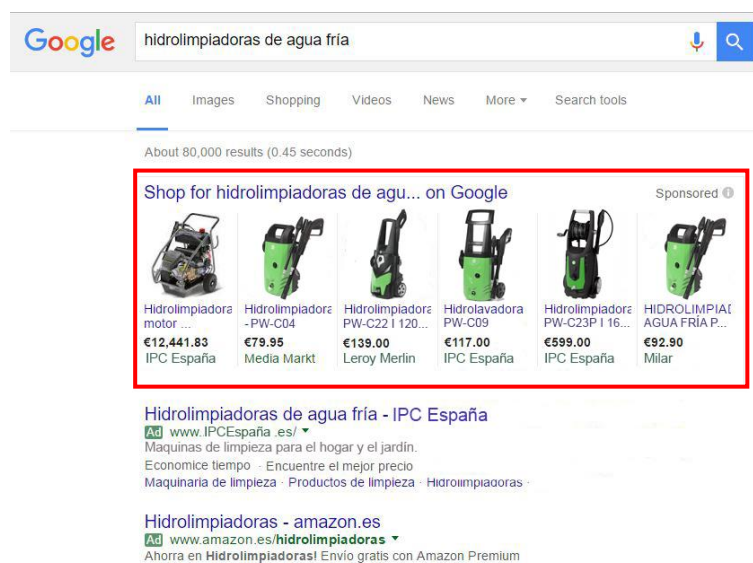 Google
hidrolimpiadoras de agua fría
All Images Shopping Videos News More Search tools
About 80,000 results (0.45 seconds)
Shop for hidrolimpiadoras de agu... on Google Sponsored
Hidrolimpiadora Hidrolimpiadora Hidrolimpiadora Hidrolavadora Hidrolimpiadora HIDROLIMPIAD
motor ... - PW-C04 PW-C22 I 120... PW-C09 PW-C23P I 16... AGUA FRÍA P...
€12,441.83 €79.95 €139.00 €117.00 €599.00 €92.90
IPC España Media Markt Leroy Merlin IPC España IPC España Milar
Hidrolimpiadoras de agua fría - IPC España
Ad www.IPCEspaña .es/
Maquinas de limpieza para el hogar y el jardín.
Economice tiempo · Encuentre el mejor precio
Maquinaria de limpieza · Productos de limpieza · Hidrolimpiadoras ·
Hidrolimpiadoras - amazon.es
Ad www.amazon.es/hidrolimpiadoras
Ahorra en Hidrolimpiadoras! Envío gratis con Amazon Premium